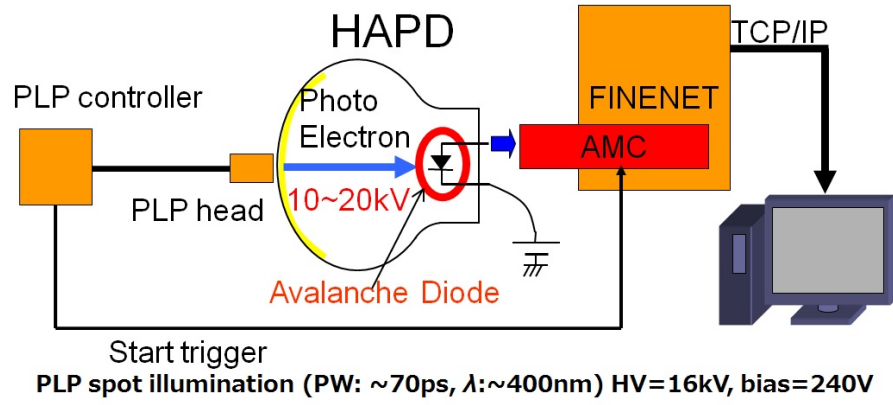 HAPD
TCP/IP
PLP controller
Photo
Electron
FINENET
AMC
10~20kV
PLP head
Avalanche Diode
Start trigger
PLP spot illumination (PW: ~70ps, λ:~400nm) HV=16kV, bias=240V